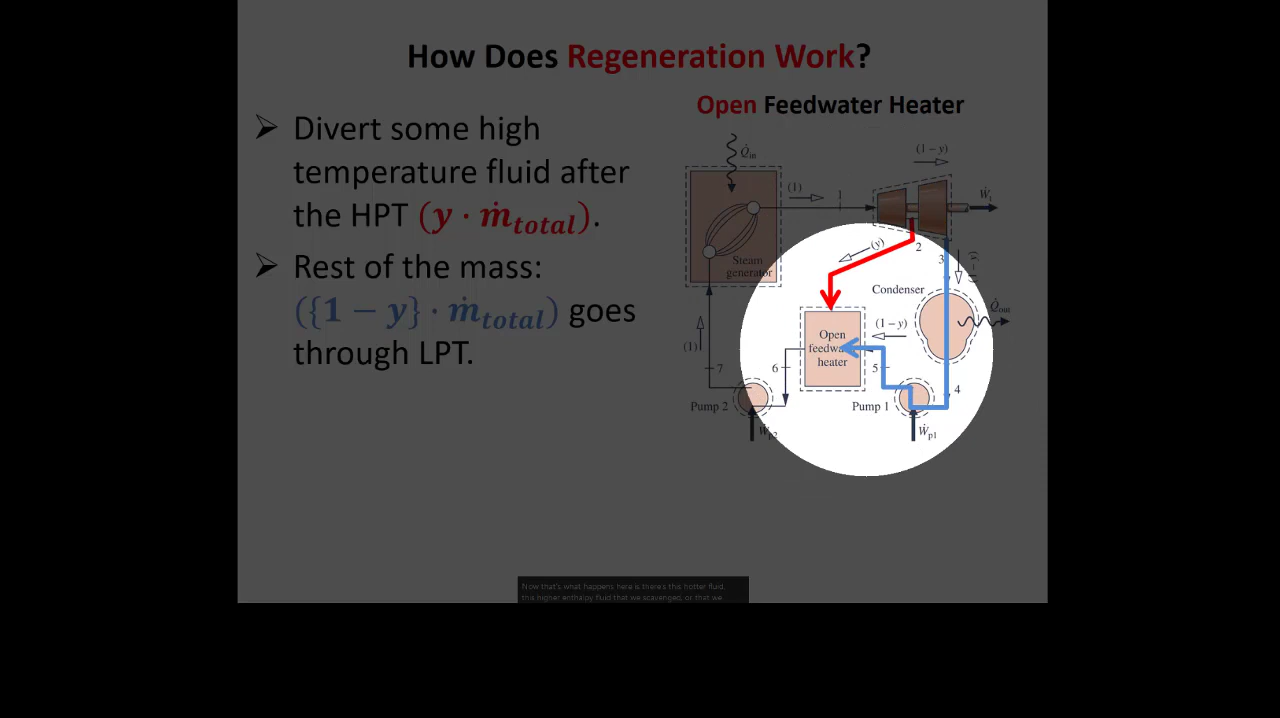 How Does Regeneration Work?
Open Feedwater Heater
➢ Divert some high
temperature fluid after
the HPT (y · ṁtotal).
➢ Rest of the mass:
({1 − y} · ṁtotal) goes
through LPT.
(1 – y)
Q̇in
(1)
1
Ẇt
(y)
2
3
(1 – y)
Steam
generator
Condenser
Q̇out
(1 – y)
Open
feedwa
heater
(1)
7
6
5
4
Pump 2
Pump 1
Ẇp2
Ẇp1
Now that's what happens here is there's this hotter fluid,
this higher enthalpy fluid that we scavenged, or that we